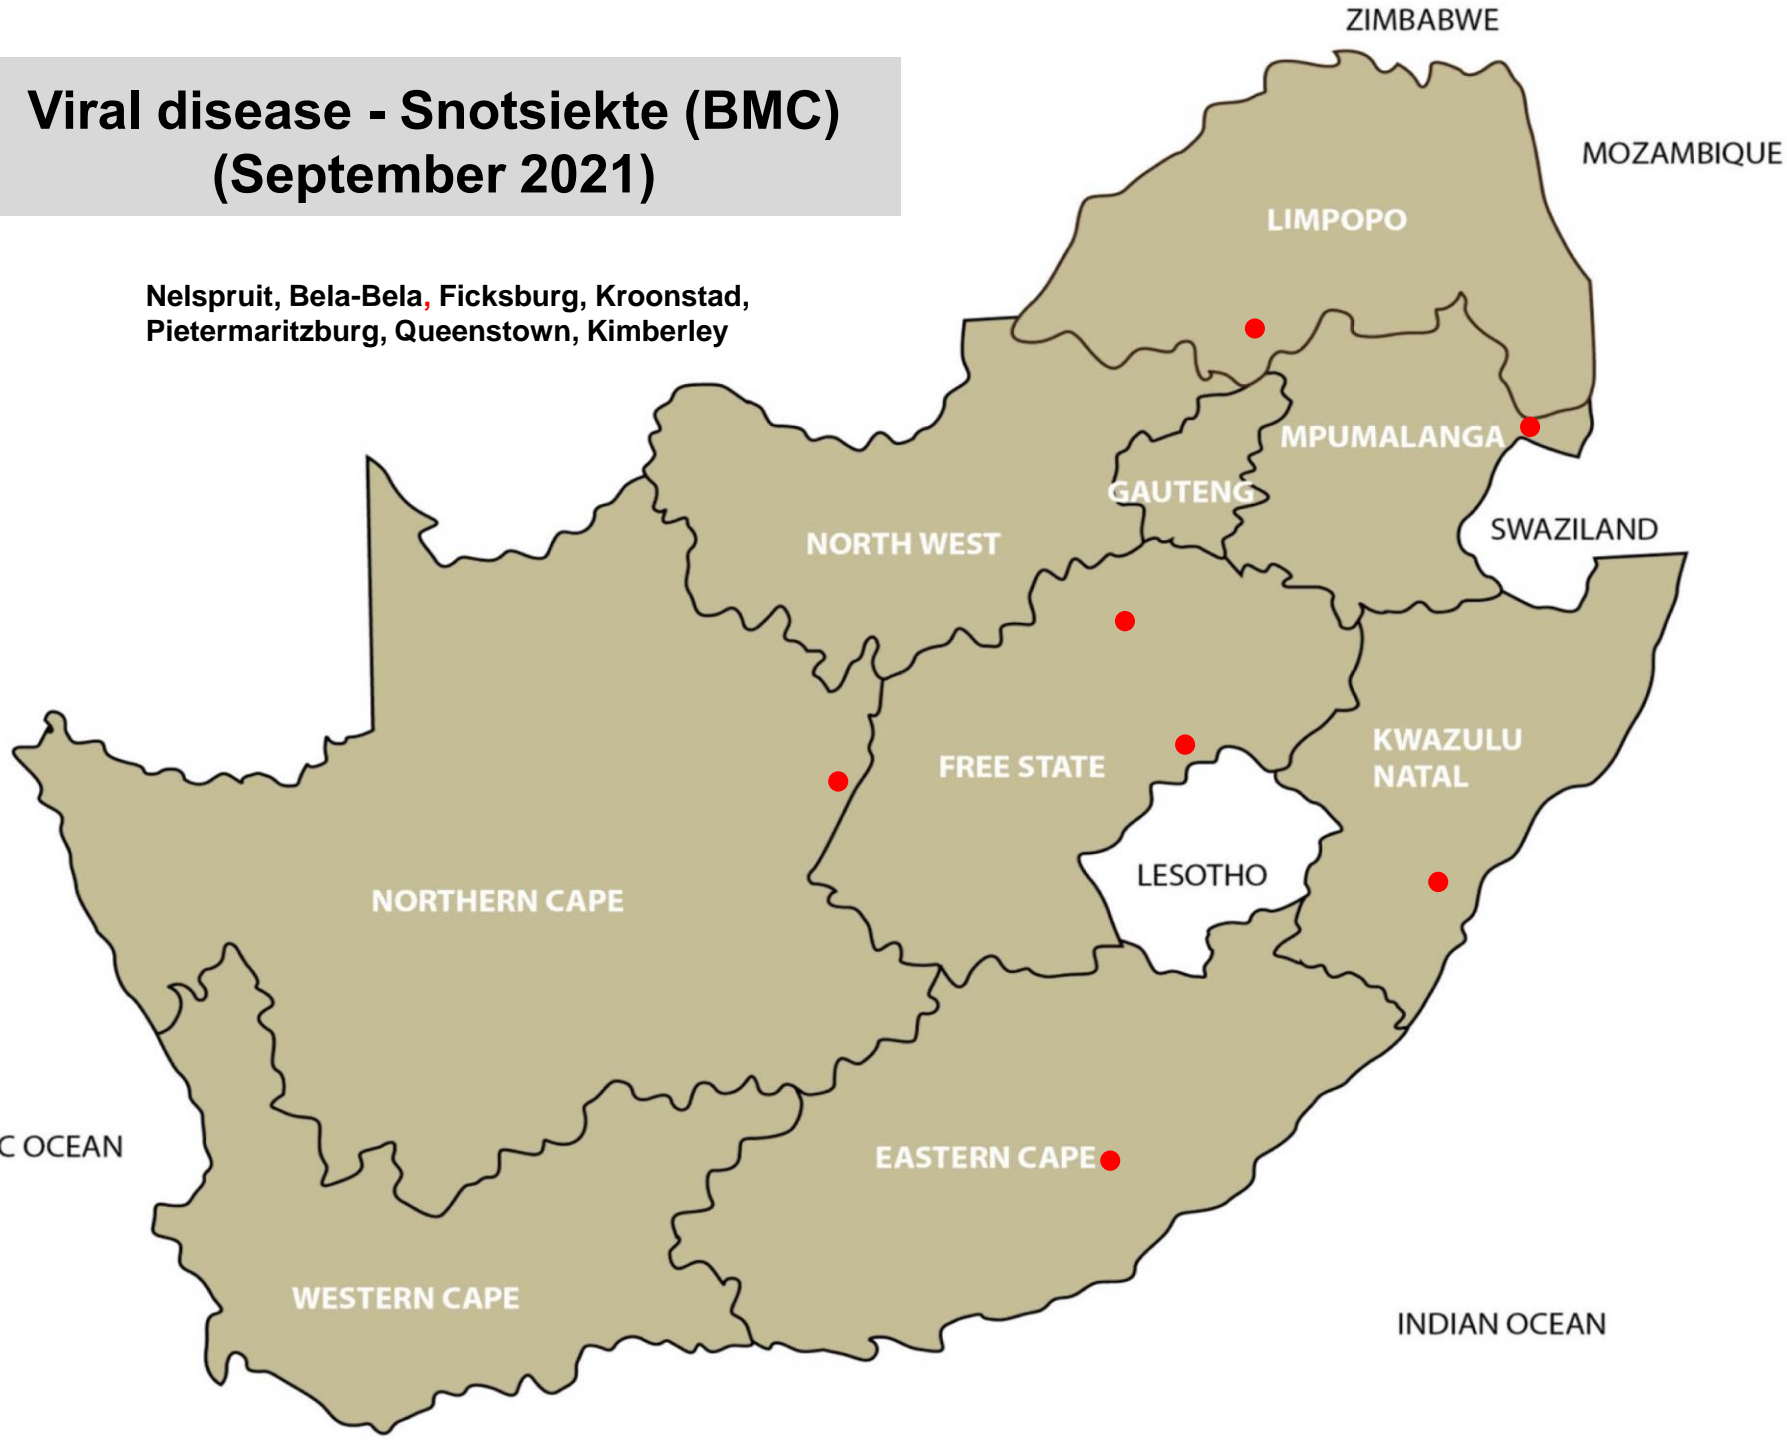 ZIMBABWE
Viral disease - Snotsiekte (BMC)
(September 2021)
MOZAMBIQUE
LIMPOPO
Nelspruit, Bela-Bela, Ficksburg, Kroonstad,
Pietermaritzburg, Queenstown, Kimberley
MPUMALANGA
GAUTENG
NORTH WEST
SWAZILAND
KWAZULU
NATAL
FREE STATE
LESOTHO
NORTHERN CAPE
C OCEAN
EASTERN CAPE
WESTERN CAPE
INDIAN OCEAN